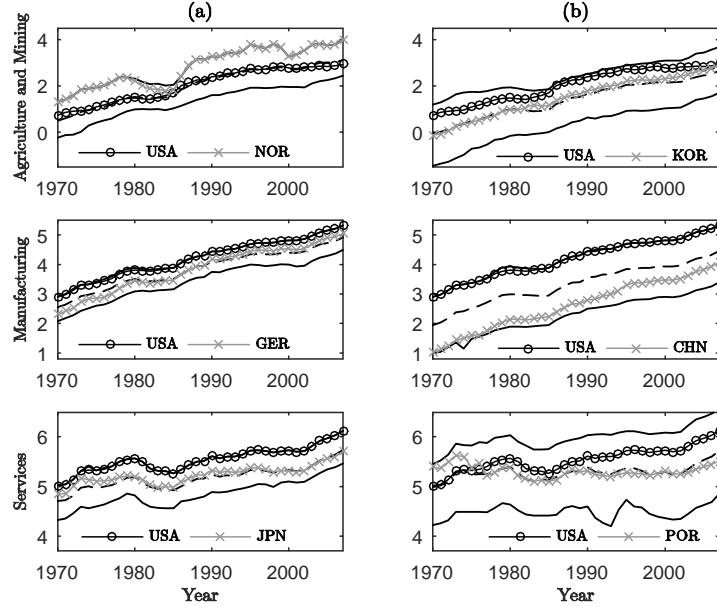 (a)
(b)
Agriculture and Mining
4
2
0
USA NOR
1970 1980 1990 2000
4
2
0
USA KOR
1970 1980 1990 2000
Manufacturing
5
4
3
2
1
USA GER
1970 1980 1990 2000
5
4
3
2
1
USA CHN
1970 1980 1990 2000
Services
6
5
4
USA JPN
1970 1980 1990 2000
Year
6
5
4
USA POR
1970 1980 1990 2000
Year